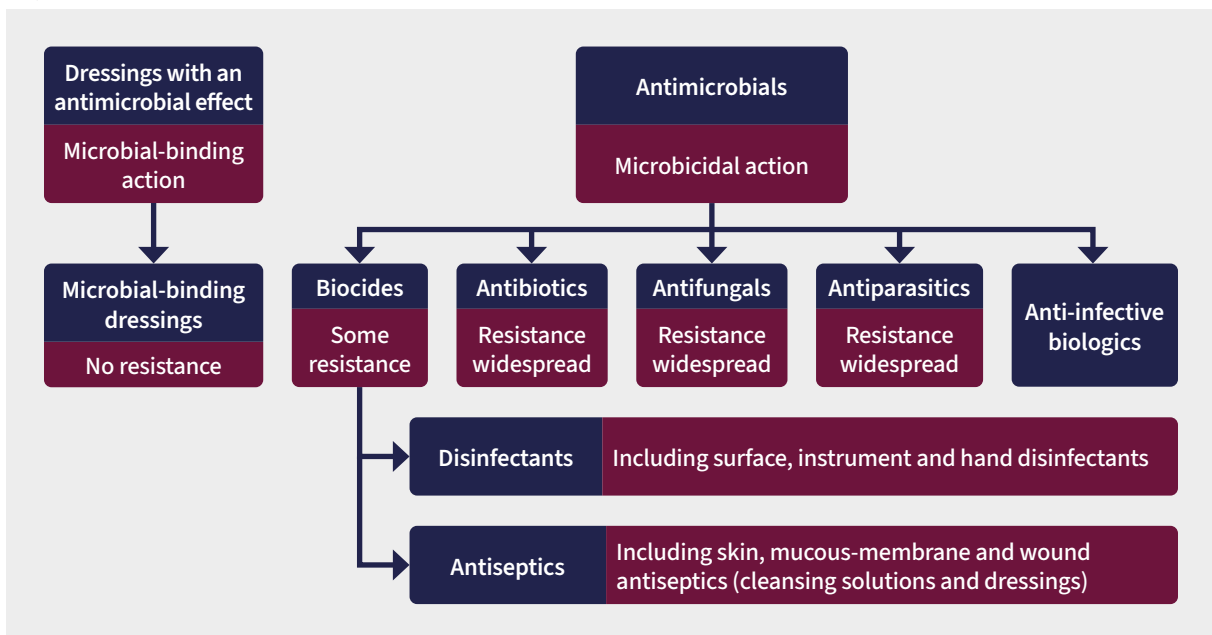 Dressings with an
antimicrobial effect
Microbial-binding
action
Antimicrobials
Microbicidal action
Microbial-binding
dressings
No resistance
Biocides
Some
resistance
Antibiotics
Resistance
widespread
Antifungals
Resistance
widespread
Antiparasitics
Resistance
widespread
Anti-infective
biologics
Disinfectants
Including surface, instrument and hand disinfectants
Antiseptics
Including skin, mucous-membrane and wound
antiseptics (cleansing solutions and dressings)